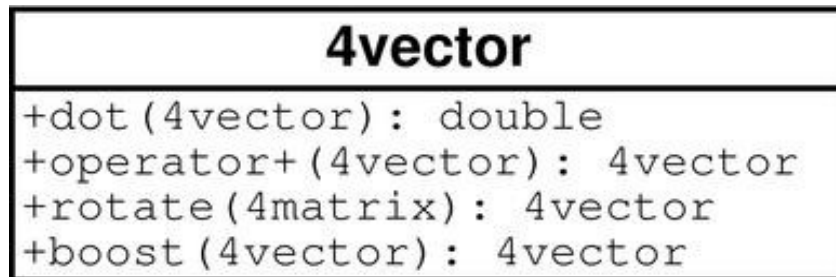 4vector
+dot(4vector): double
+operator+(4vector): 4vector
+rotate(4matrix): 4vector
+boost(4vector): 4vector